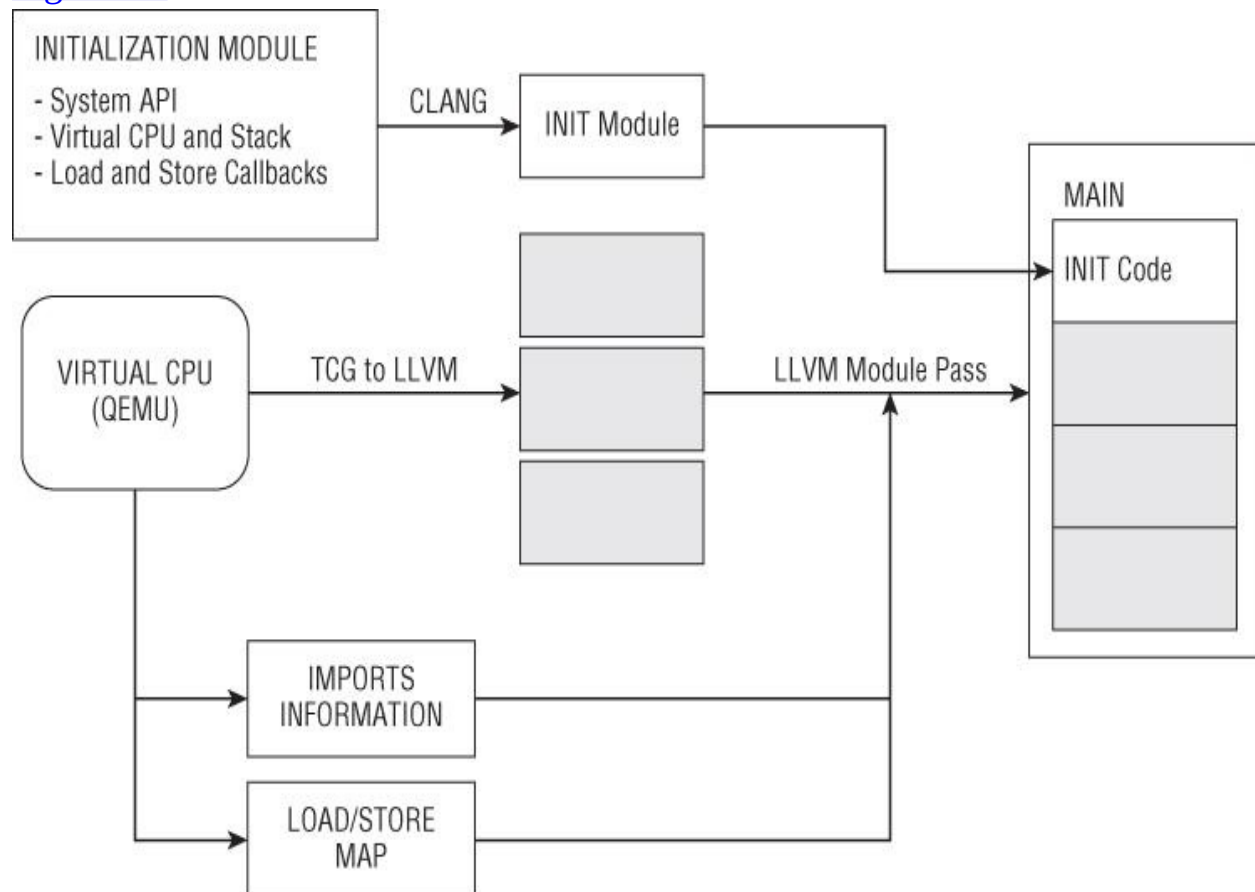 INITIALIZATION MODULE
- System API
- Virtual CPU and Stack
- Load and Store Callbacks
CLANG
INIT Module
MAIN
INIT Code
VIRTUAL CPU
(QEMU)
TCG to LLVM
LLVM Module Pass
IMPORTS
INFORMATION
LOAD/STORE
MAP